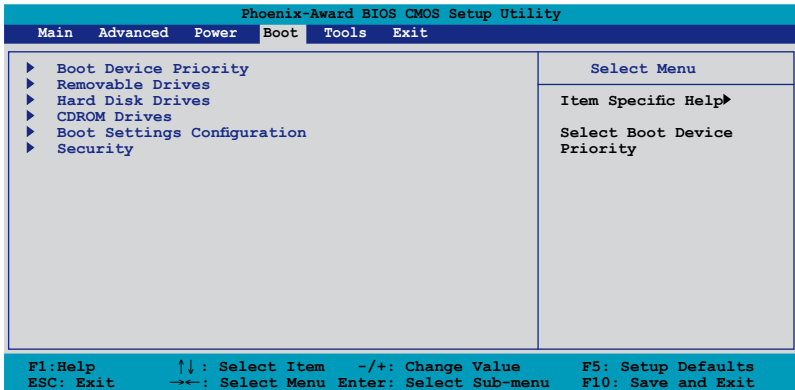 Phoenix-Award BIOS CMOS Setup Utility
Main Advanced Power Boot Tools Exit
Boot Device Priority
Removable Drives
Hard Disk Drives
CDROM Drives
Boot Settings Configuration
Security
Select Menu
Item Specific Help
Select Boot Device
Priority
F1:Help ↑↓: Select Item -/+: Change Value F5: Setup Defaults
ESC: Exit →←: Select Menu Enter: Select Sub-menu F10: Save and Exit